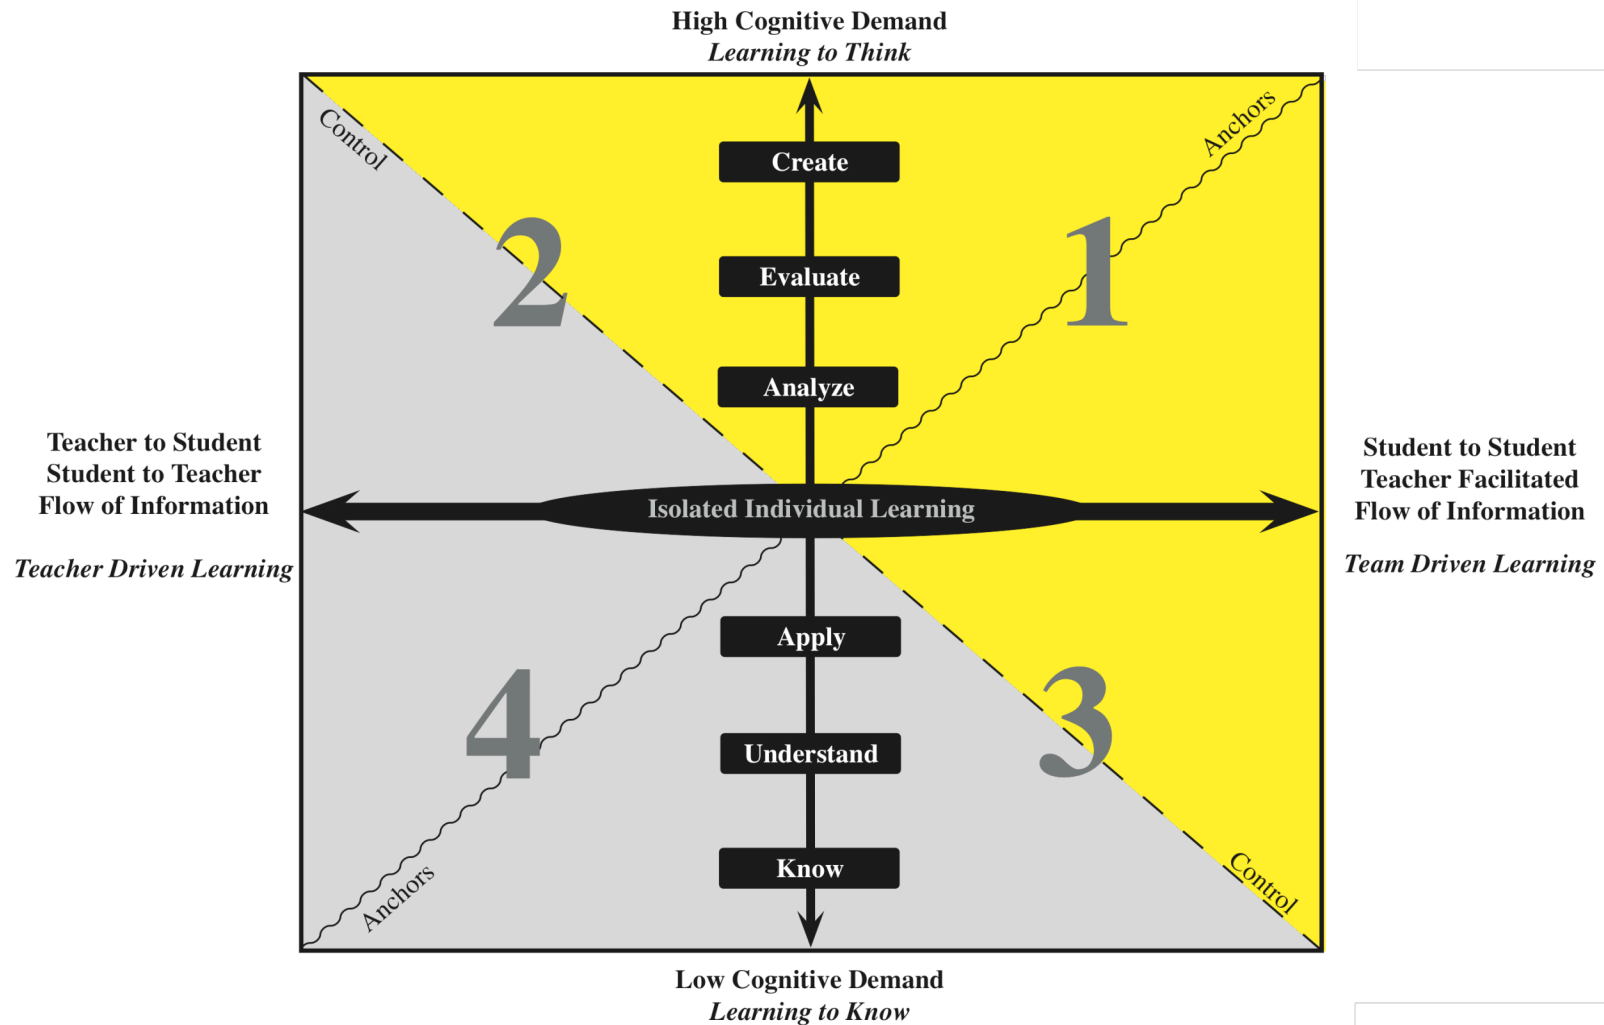 High Cognitive Demand
Learning to Think
Control
Anchors
Create
2
1
Evaluate
Analyze
Teacher to Student
Student to Teacher
Flow of Information
Teacher Driven Learning
Isolated Individual Learning
Student to Student
Teacher Facilitated
Flow of Information
Team Driven Learning
Apply
4
3
Understand
Know
Anchors
Control
Low Cognitive Demand
Learning to Know